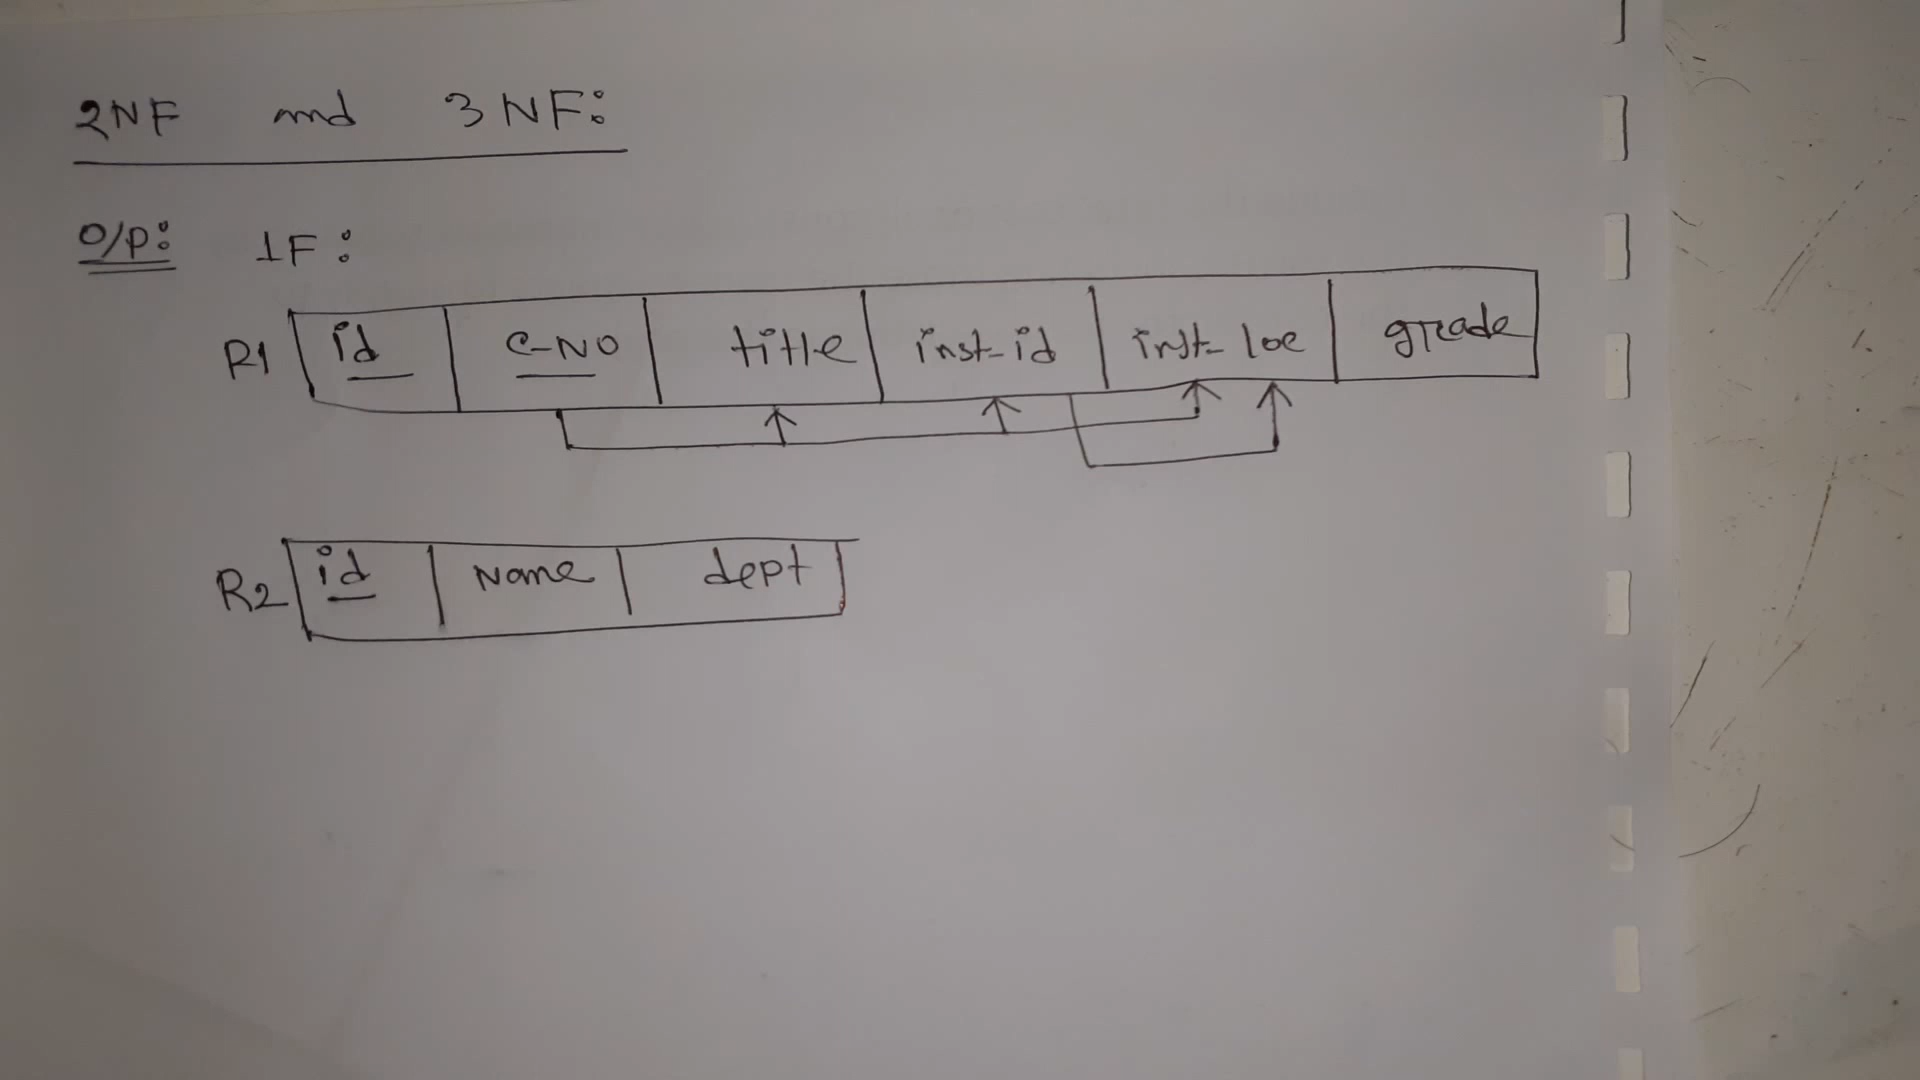 2NF and 3NF:
O/P: 1F:
R1 id C-NO title inst-id inst-loc grade
R2 id Name dept